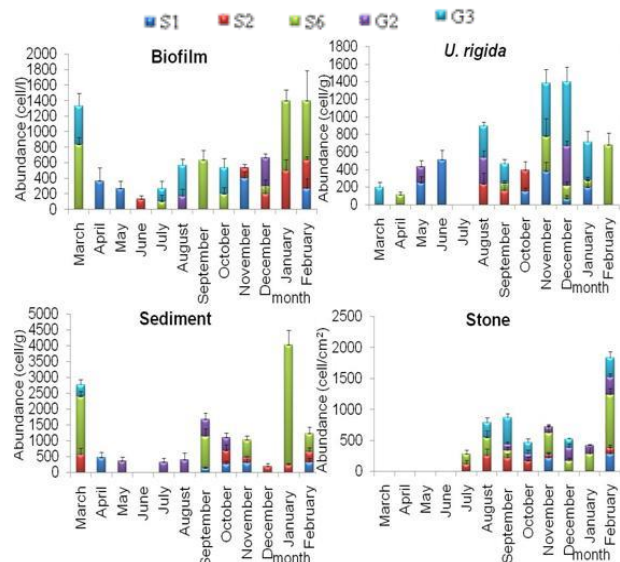 S1 S2 S6 G2 G3
Biofilm
Abundance (cell/l)
2000
1800
1600
1400
1200
1000
800
600
400
200
0
March
April
May
June
July
August
September
October
November
December
January
February
month
U. rigida
Abundance (cell/g)
1800
1600
1400
1200
1000
800
600
400
200
0
March
April
May
June
July
August
September
October
November
December
January
February
month
Sediment
Abundance (cell/g)
5000
4500
4000
3500
3000
2500
2000
1500
1000
500
0
March
April
May
June
July
August
September
October
November
December
January
February
month
Stone
Abundance (cell/cm²)
2500
2000
1500
1000
500
0
March
April
May
June
July
August
September
October
November
December
January
February
month